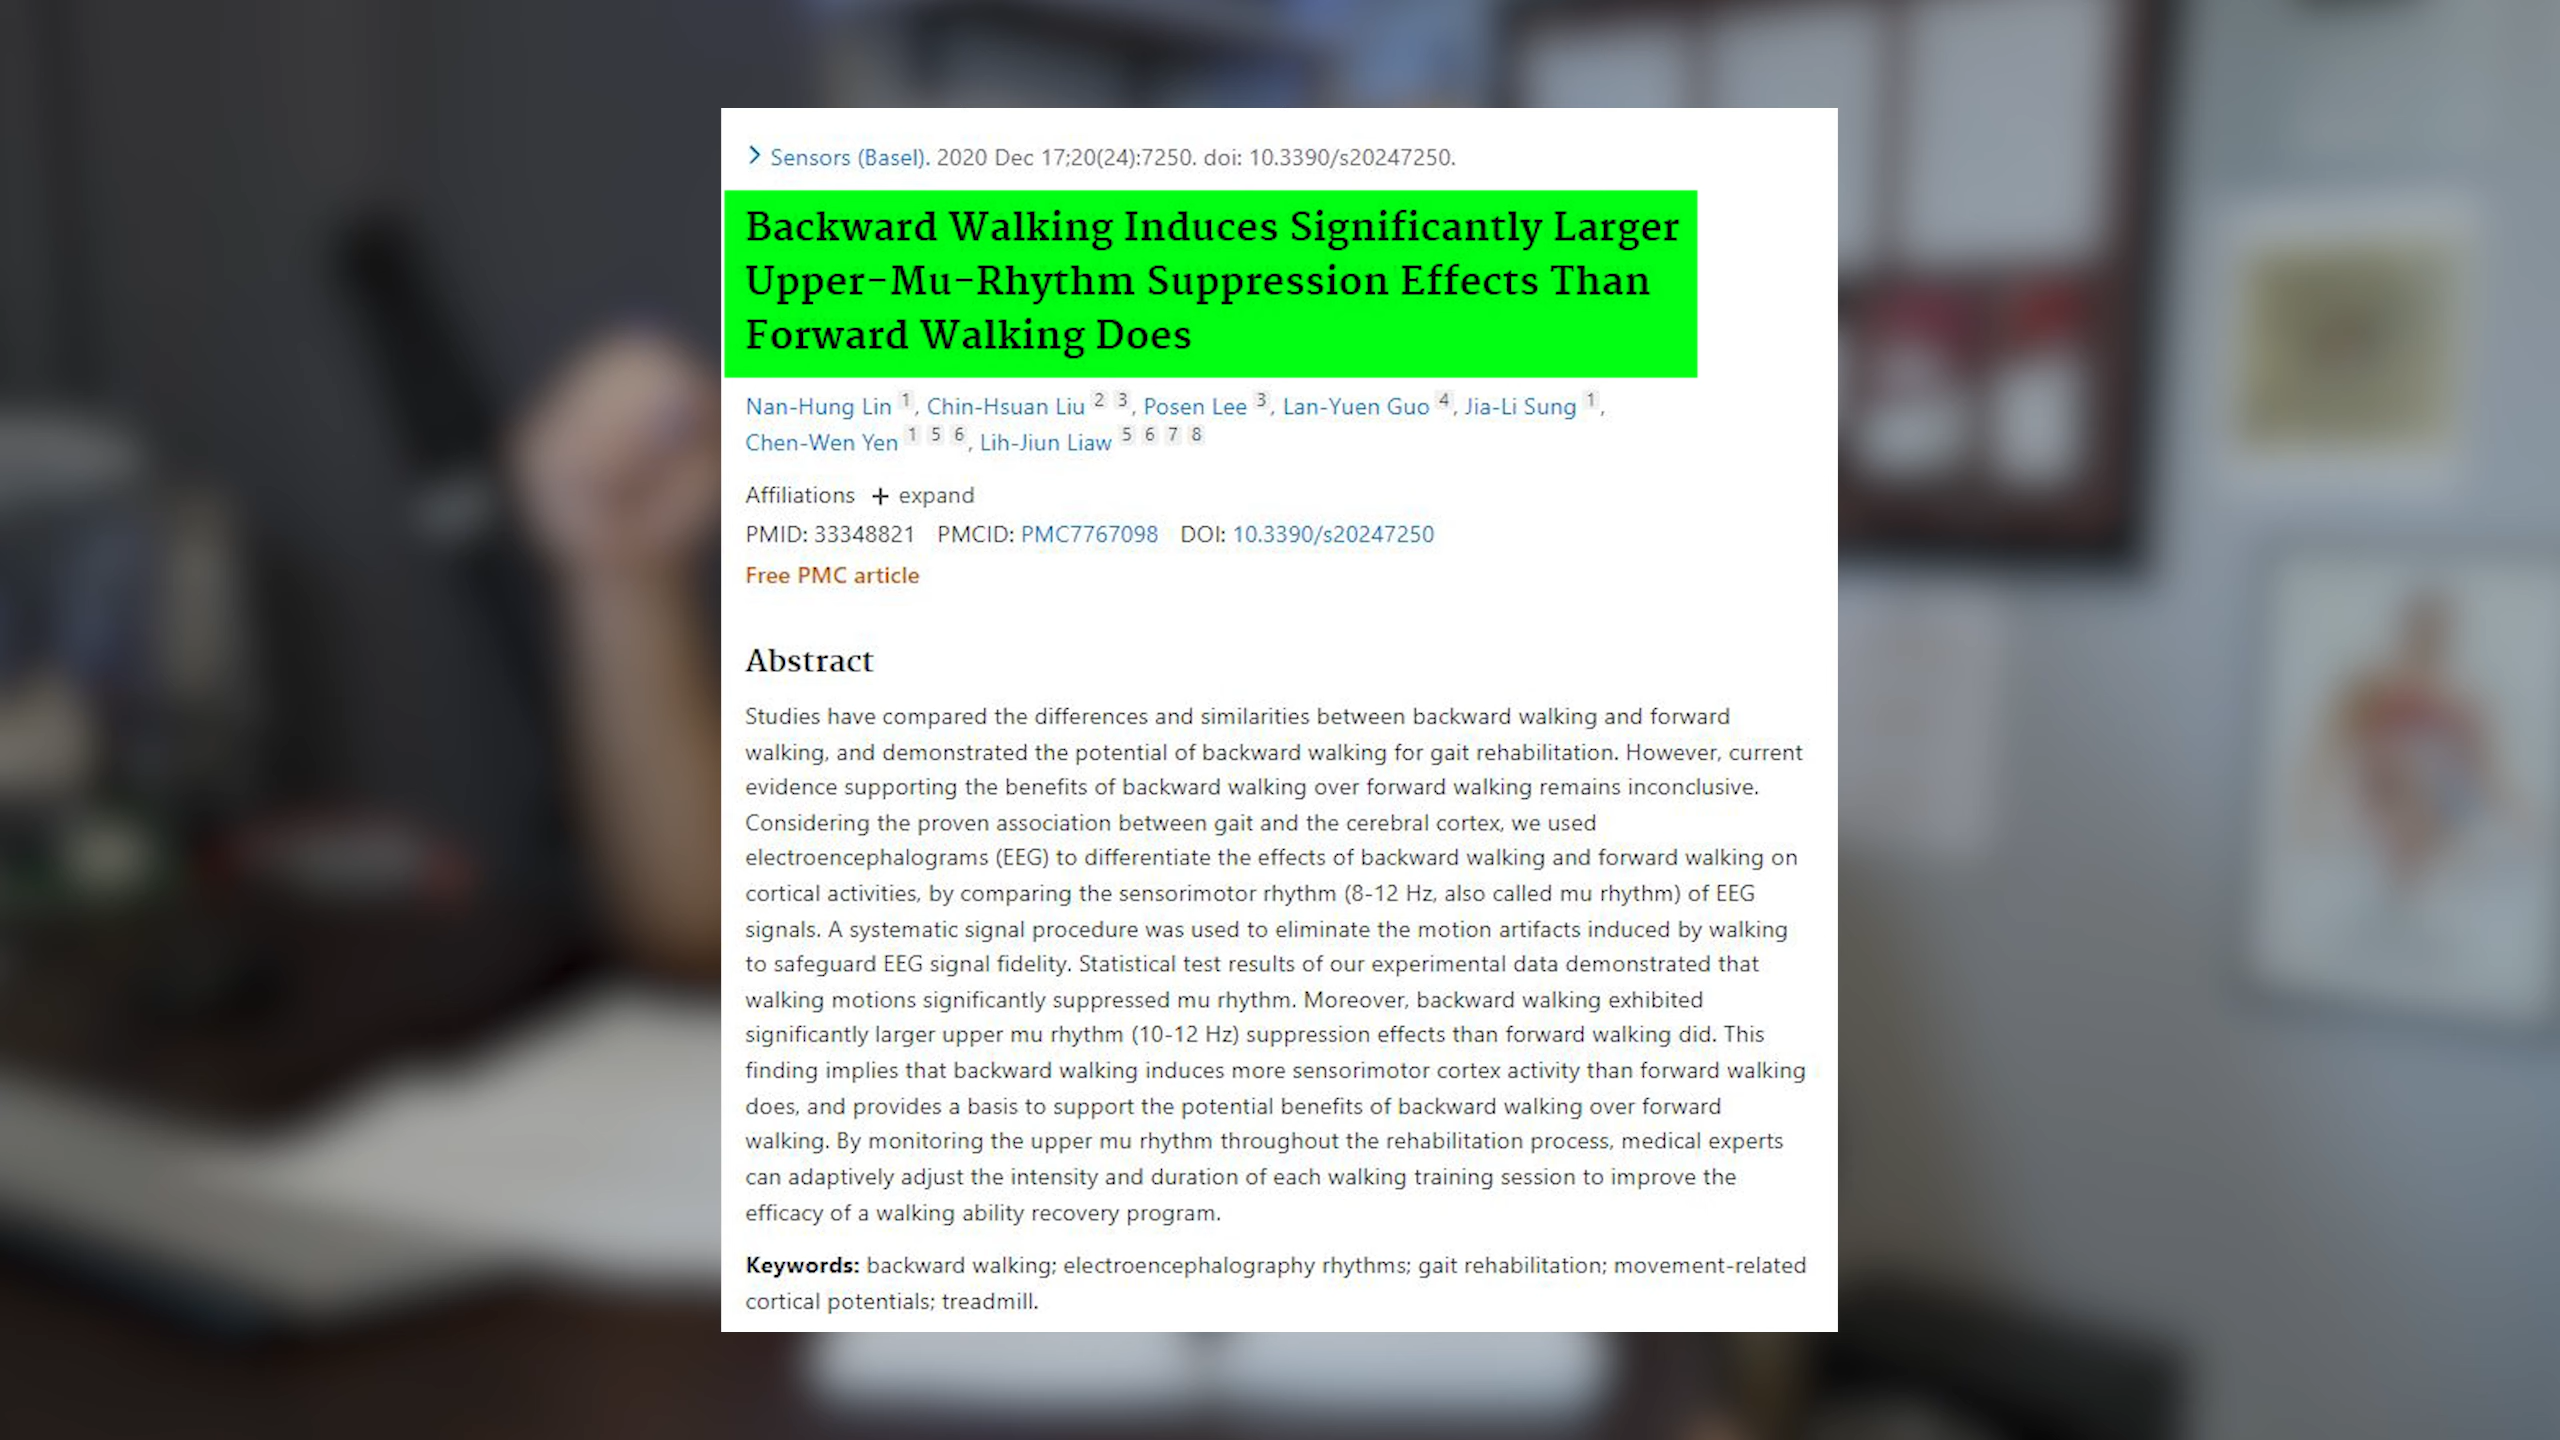 Sensors (Basel). 2020 Dec 17;20(24):7250. doi: 10.3390/s20247250.
Backward Walking Induces Significantly Larger
Upper-Mu-Rhythm Suppression Effects Than
Forward Walking Does
Nan-Hung Lin 1, Chin-Hsuan Liu 2 3, Posen Lee 3, Lan-Yuen Guo 4, Jia-Li Sung 1,
Chen-Wen Yen 1 5 6, Lih-Jiun Liaw 5 6 7 8
Affiliations + expand
PMID: 33348821 PMCID: PMC7767098 DOI: 10.3390/s20247250
Free PMC article
Abstract
Studies have compared the differences and similarities between backward walking and forward
walking, and demonstrated the potential of backward walking for gait rehabilitation. However, current
evidence supporting the benefits of backward walking over forward walking remains inconclusive.
Considering the proven association between gait and the cerebral cortex, we used
electroencephalograms (EEG) to differentiate the effects of backward walking and forward walking on
cortical activities, by comparing the sensorimotor rhythm (8-12 Hz, also called mu rhythm) of EEG
signals. A systematic signal procedure was used to eliminate the motion artifacts induced by walking
to safeguard EEG signal fidelity. Statistical test results of our experimental data demonstrated that
walking motions significantly suppressed mu rhythm. Moreover, backward walking exhibited
significantly larger upper mu rhythm (10-12 Hz) suppression effects than forward walking did. This
finding implies that backward walking induces more sensorimotor cortex activity than forward walking
does, and provides a basis to support the potential benefits of backward walking over forward
walking. By monitoring the upper mu rhythm throughout the rehabilitation process, medical experts
can adaptively adjust the intensity and duration of each walking training session to improve the
efficacy of a walking ability recovery program.
Keywords: backward walking; electroencephalography rhythms; gait rehabilitation; movement-related
cortical potentials; treadmill.